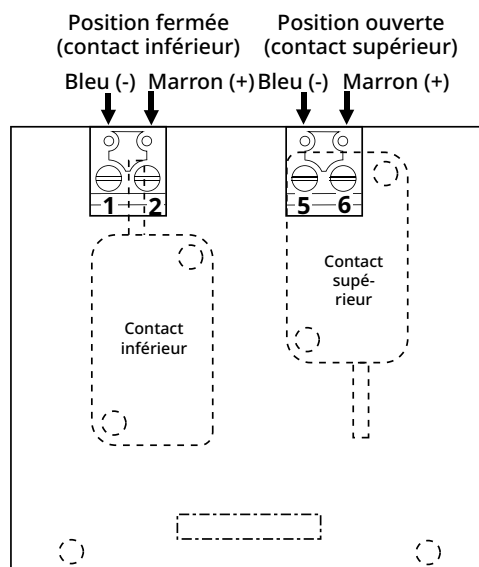 Position fermée
(contact inférieur)
Position ouverte
(contact supérieur)
Bleu (-) Marron (+)
Bleu (-) Marron (+)
1 2
5 6
Contact
supé-
rieur
Contact
inférieur